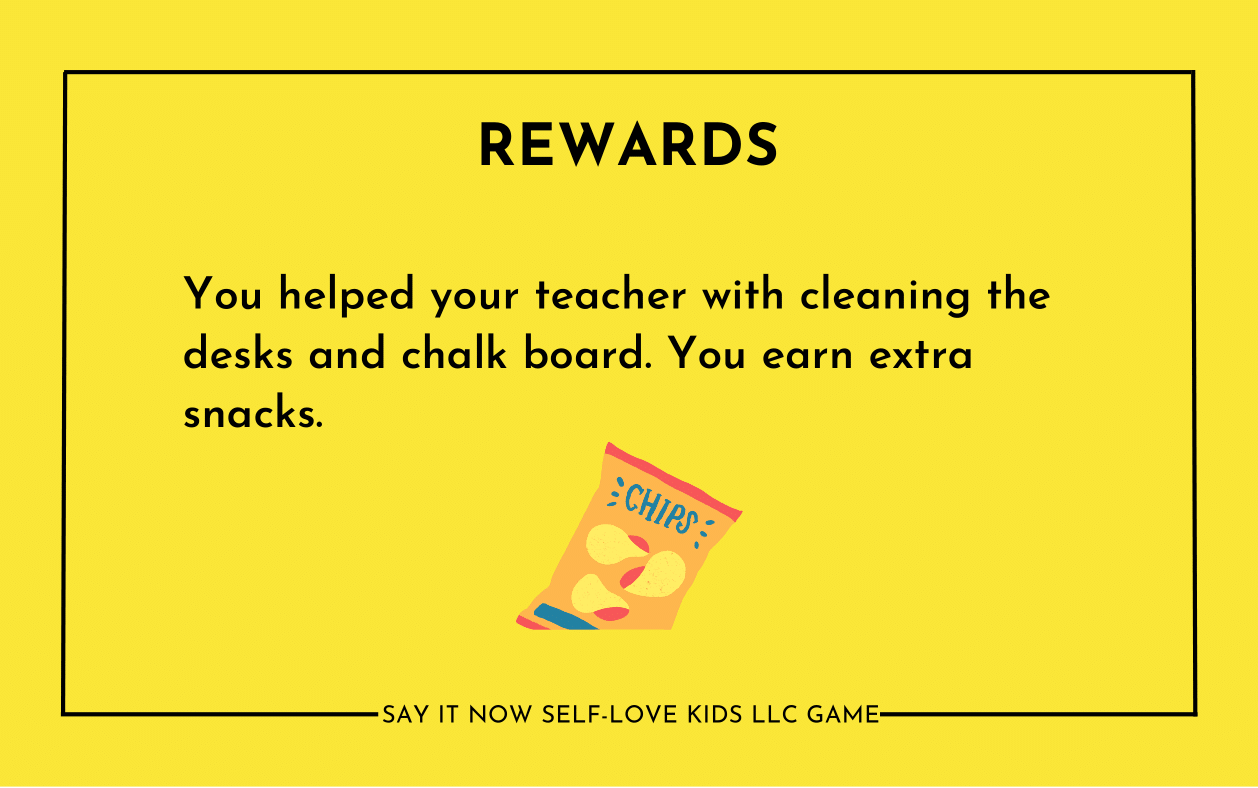 REWARDS
You helped your teacher with cleaning the
desks and chalk board. You earn extra
snacks.
CHIPS
SAY IT NOW SELF-LOVE KIDS LLC GAME